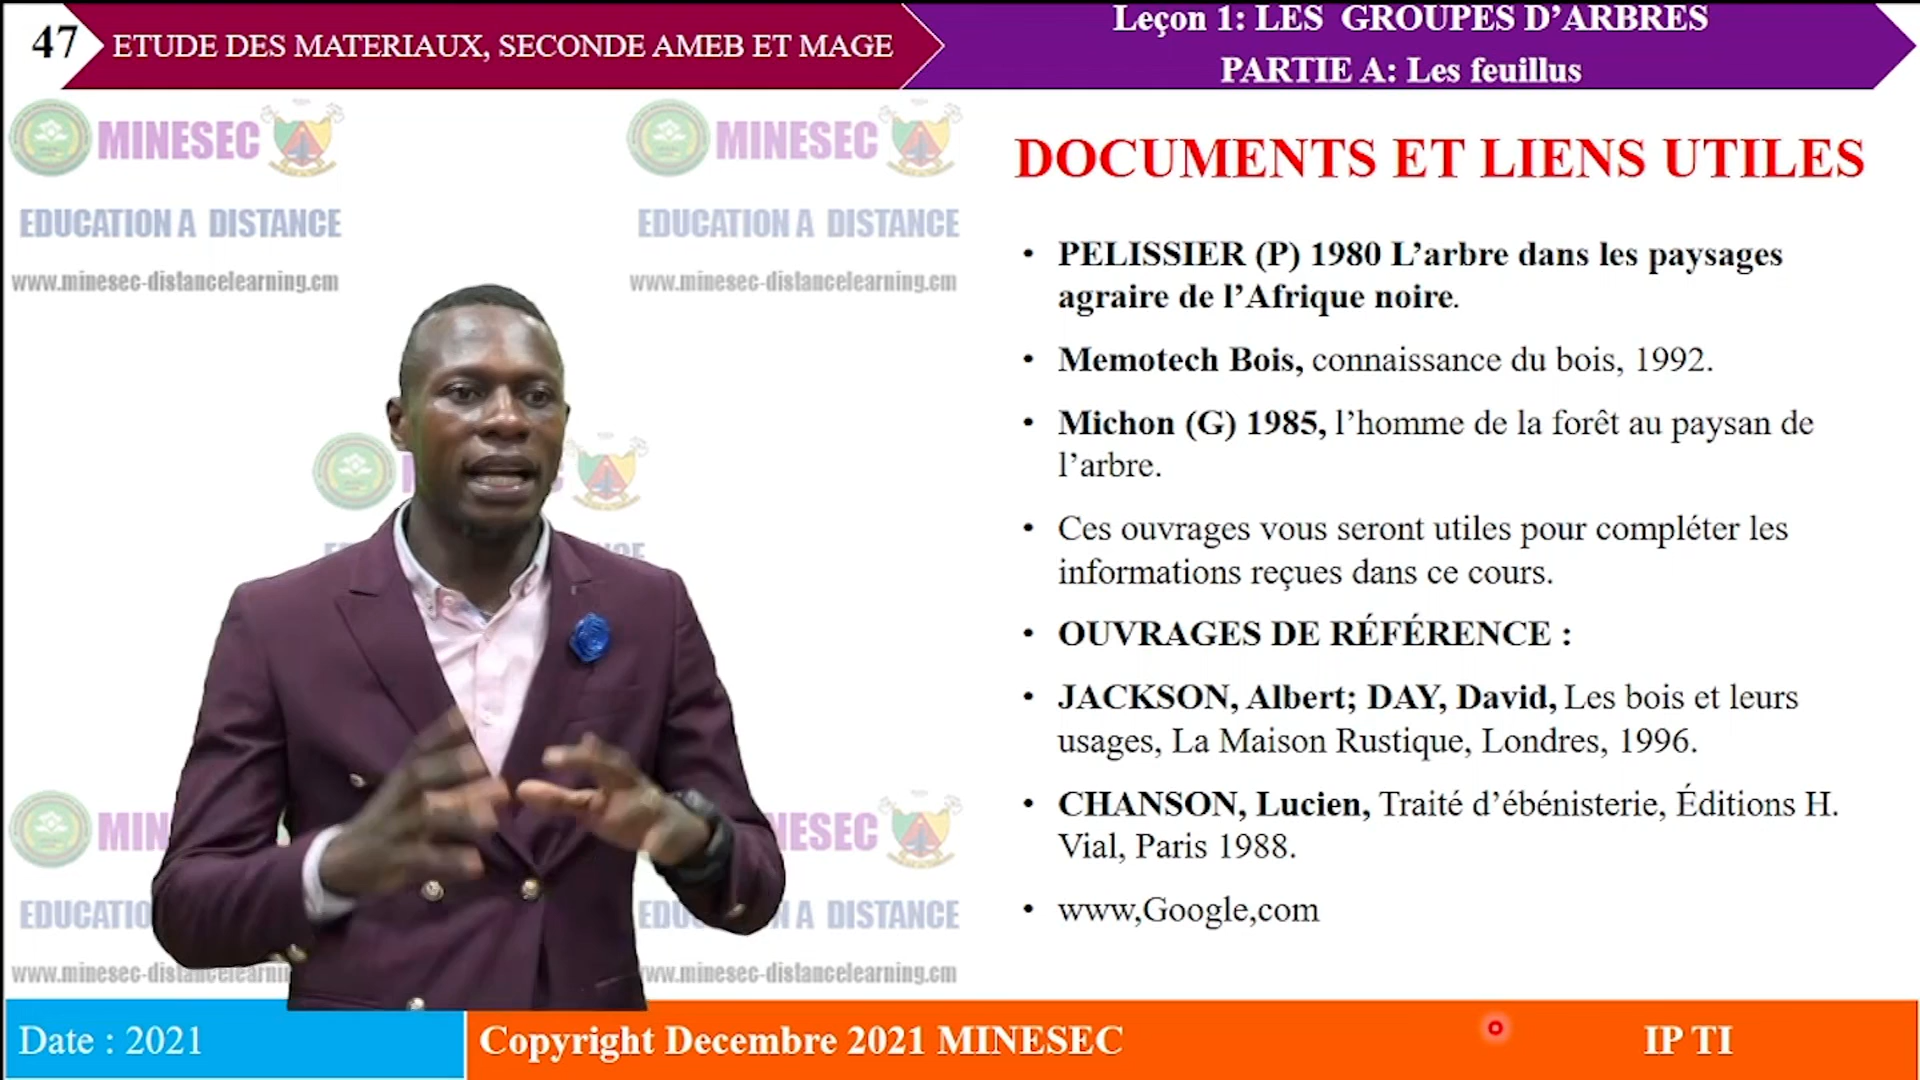 47
ETUDE DES MATERIAUX, SECONDE AMEB ET MAGE
Leçon 1: LES GROUPES D’ARBRES
PARTIE A: Les feuillus
MINESEC
EDUCATION A DISTANCE
www.minesec-distancelearning.cm
MINESEC
EDUCATION A DISTANCE
www.minesec-distancelearning.cm
DOCUMENTS ET LIENS UTILES
• PELISSIER (P) 1980 L’arbre dans les paysages
agraire de l’Afrique noire.
• Memotech Bois, connaissance du bois, 1992.
• Michon (G) 1985, l’homme de la forêt au paysan de
l’arbre.
• Ces ouvrages vous seront utiles pour compléter les
informations reçues dans ce cours.
• OUVRAGES DE RÉFÉRENCE :
• JACKSON, Albert; DAY, David, Les bois et leurs
usages, La Maison Rustique, Londres, 1996.
• CHANSON, Lucien, Traité d’ébénisterie, Éditions H.
Vial, Paris 1988.
• www,Google,com
Date : 2021
Copyright Decembre 2021 MINESEC
IP TI